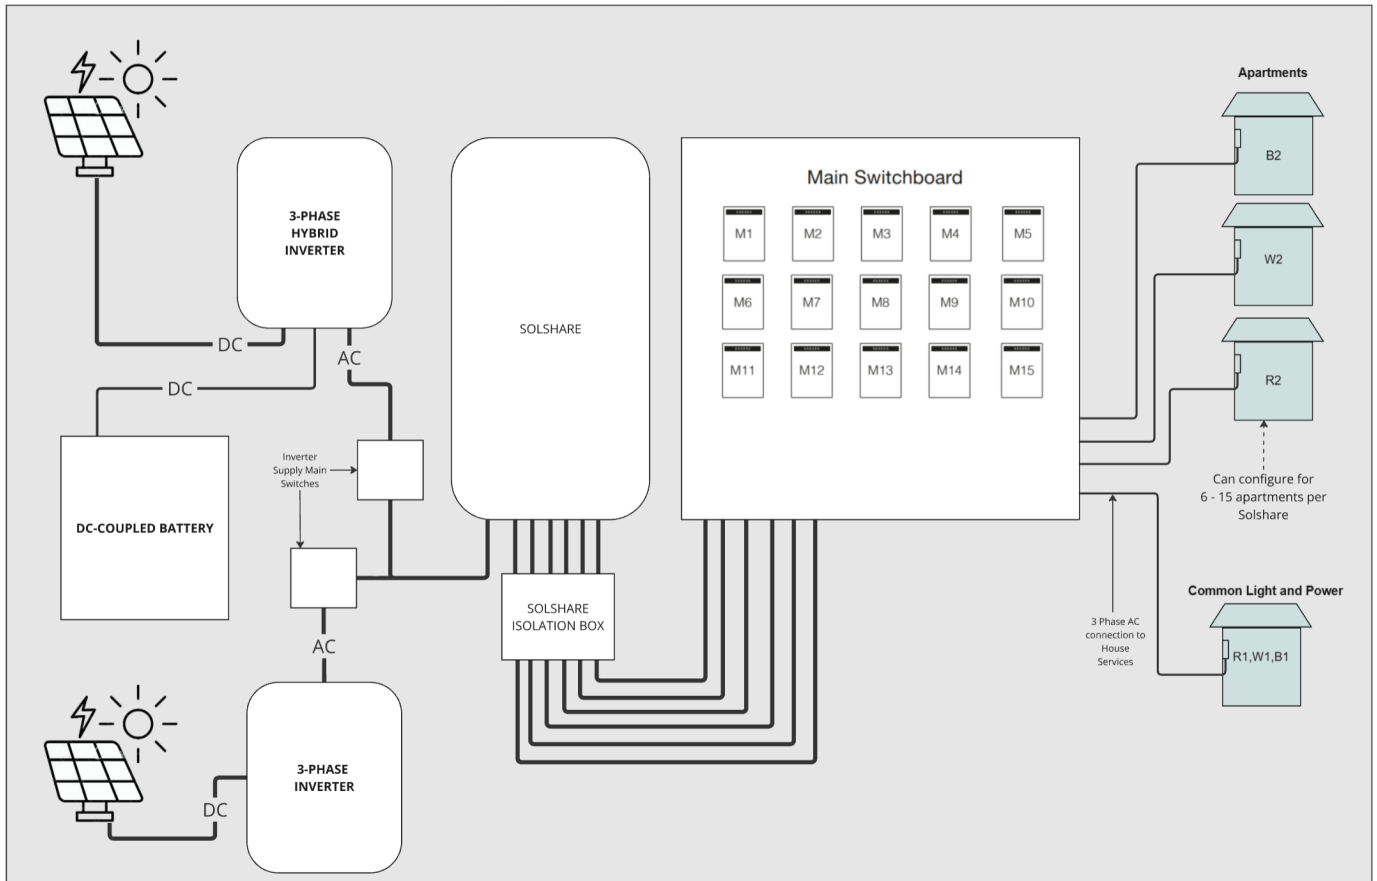 Apartments
3-PHASE
HYBRID
INVERTER
SOLSHARE
Main Switchboard
M1 M2 M3 M4 M5
M6 M7 M8 M9 M10
M11 M12 M13 M14 M15
B2
W2
R2
DC
AC
DC
Inverter
Supply Main
Switches
DC-COUPLED BATTERY
Can configure for
6 - 15 apartments per
Solshare
SOLSHARE
ISOLATION BOX
Common Light and Power
3 Phase AC
connection to
House
Services
R1,W1,B1
AC
3-PHASE
INVERTER
DC